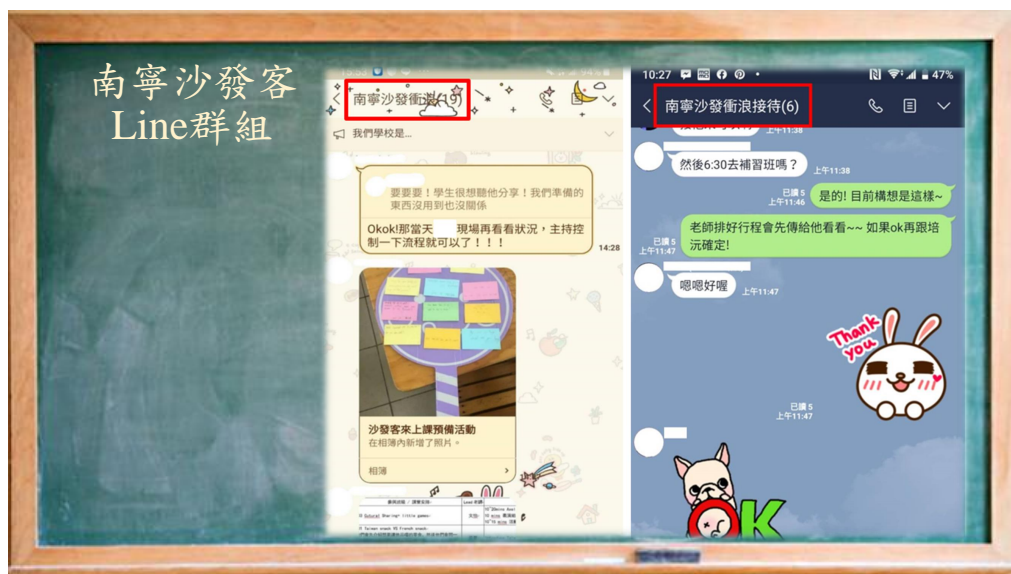 南寧沙發客
Line群組
94%
南寧沙發衝浪(19)
我們學校是...
要要要！學生很想聽他分享！我們準備的
東西沒用到也沒關係
Okok!那當天 現場再看看狀況，主持控
制一下流程就可以了！！！
14:28
沙發客來上課預備活動
在相簿內新增了照片。
相簿
10:27
47%
南寧沙發衝浪接待(6)
上午11:38
然後6:30去補習班嗎？
上午11:38
已讀 5
上午11:46
是的! 目前構想是這樣~
老師排好行程會先傳給他看看~~ 如果ok再跟培
沅確定!
已讀 5
上午11:47
嗯嗯好喔
上午11:47
Thank
you
已讀 5
上午11:47
OK